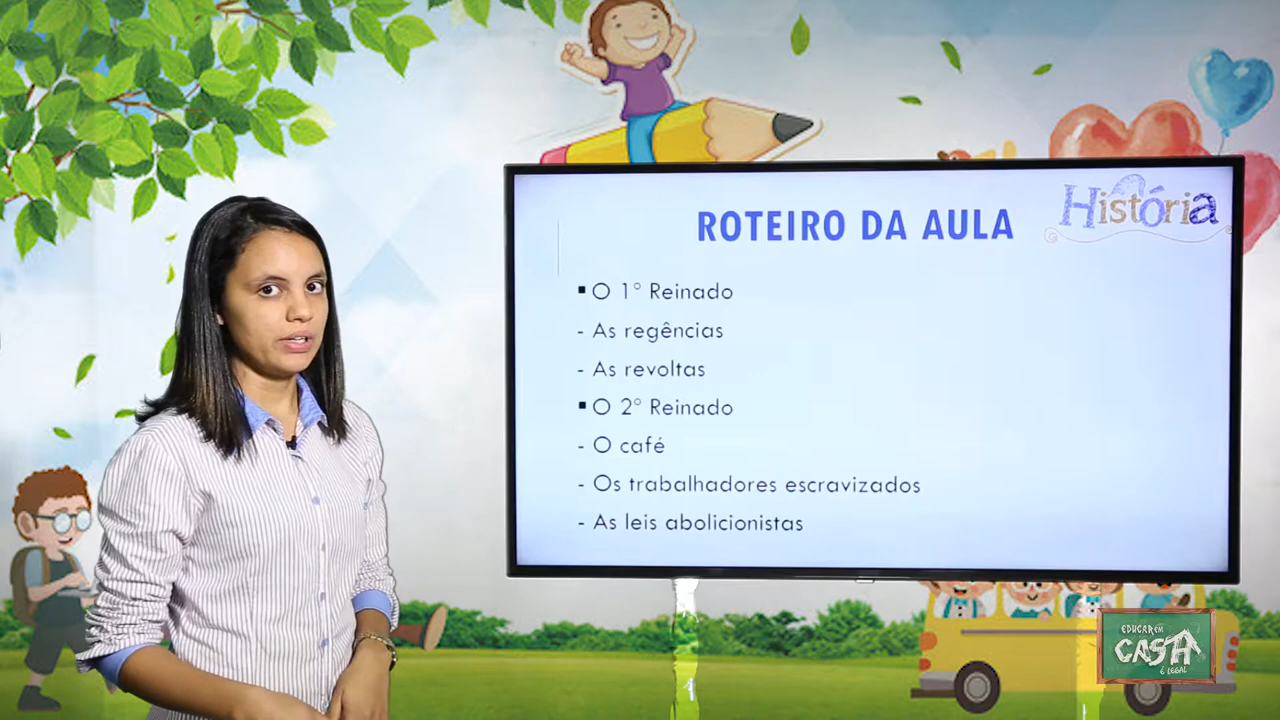 História
ROTEIRO DA AULA
▪ O 1° Reinado
- As regências
- As revoltas
▪ O 2° Reinado
- O café
- Os trabalhadores escravizados
- As leis abolicionistas
EDUCAR EM
CASA
É LEGAL